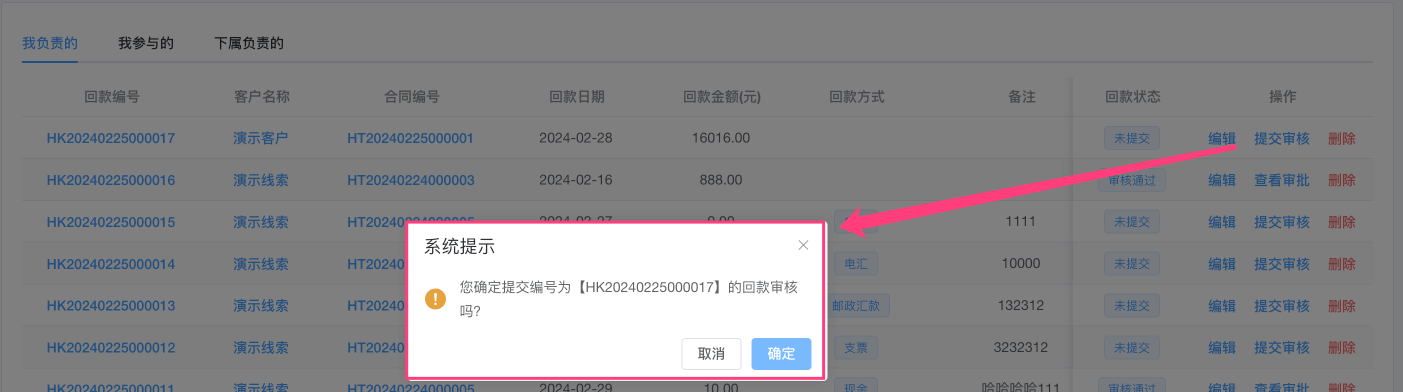 我负责的 我参与的 下属负责的
回款编号 客户名称 合同编号 回款日期 回款金额(元) 回款方式 备注 回款状态 操作
HK20240225000017 演示客户 HT20240225000001 2024-02-28 16016.00 未提交 编辑 提交审核 删除
HK20240225000016 演示线索 HT20240224000003 2024-02-16 888.00 审核通过 编辑 查看审批 删除
HK20240225000015 演示线索 1111 未提交 编辑 提交审核 删除
系统提示
HK20240225000014 演示线索 电汇 10000 未提交 编辑 提交审核 删除
您确定提交编号为【HK20240225000017】的回款审核
吗?
HK20240225000013 演示线索 邮政汇款 132312 未提交 编辑 提交审核 删除
HK20240225000012 演示线索 支票 3232312 未提交 编辑 提交审核 删除
取消 确定
HK20240225000011 演示线索 HT20240224000005 2024-02-29 10.00 现金 哈哈哈哈111 审核通过 编辑 查看审批 删除